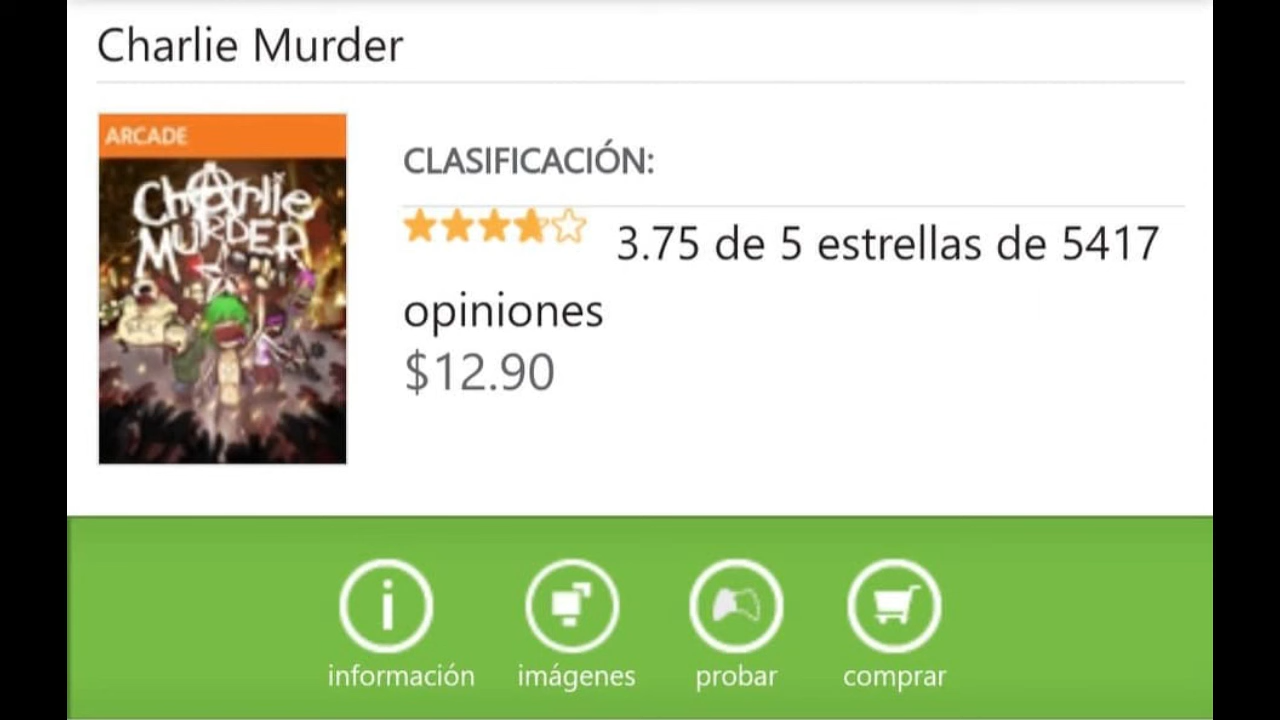 Charlie Murder
ARCADE
Charlie
MURDER
CLASIFICACIÓN:
3.75 de 5 estrellas de 5417
opiniones
$12.90
información imágenes probar comprar